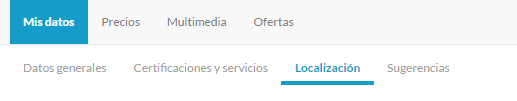 Mis datos Precios Multimedia Ofertas
Datos generales Certificaciones y servicios Localización Sugerencias